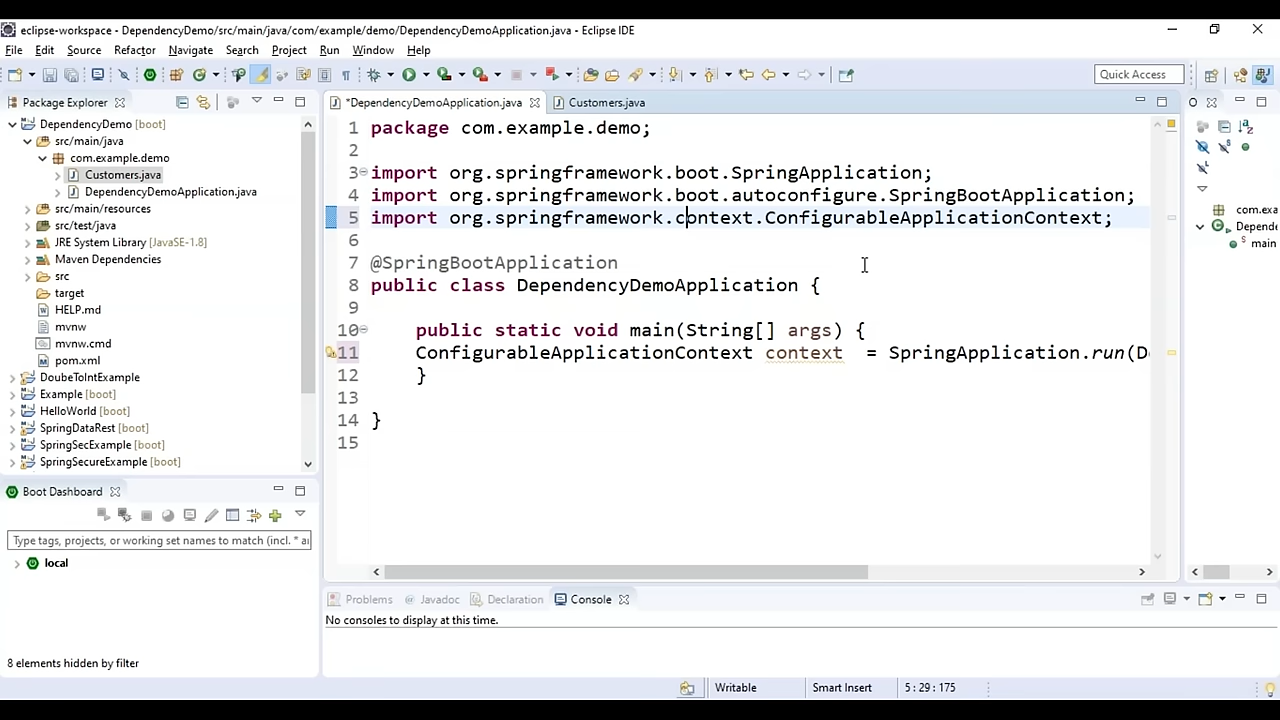 eclipse-workspace - DependencyDemo/src/main/java/com/example/demo/DependencyDemoApplication.java - Eclipse IDE
File Edit Source Refactor Navigate Search Project Run Window Help
Quick Access
Package Explorer
DependencyDemo [boot]
src/main/java
com.example.demo
Customers.java
DependencyDemoApplication.java
src/main/resources
src/test/java
JRE System Library [JavaSE-1.8]
Maven Dependencies
src
target
HELP.md
mvnw
mvnw.cmd
pom.xml
DoubeToIntExample
Example [boot]
HelloWorld [boot]
SpringDataRest [boot]
SpringSecExample [boot]
SpringSecureExample [boot]
Boot Dashboard
Type tags, projects, or working set names to match (incl. * a
local
8 elements hidden by filter
*DependencyDemoApplication.java Customers.java
1 package com.example.demo;
2
3 import org.springframework.boot.SpringApplication;
4 import org.springframework.boot.autoconfigure.SpringBootApplication;
5 import org.springframework.context.ConfigurableApplicationContext;
6
7 @SpringBootApplication
8 public class DependencyDemoApplication {
9
10 public static void main(String[] args) {
11 ConfigurableApplicationContext context = SpringApplication.run(D
12 }
13
14 }
15
Problems Javadoc Declaration Console
No consoles to display at this time.
O
com.exa
Depende
main
Writable Smart Insert 5 : 29 : 175